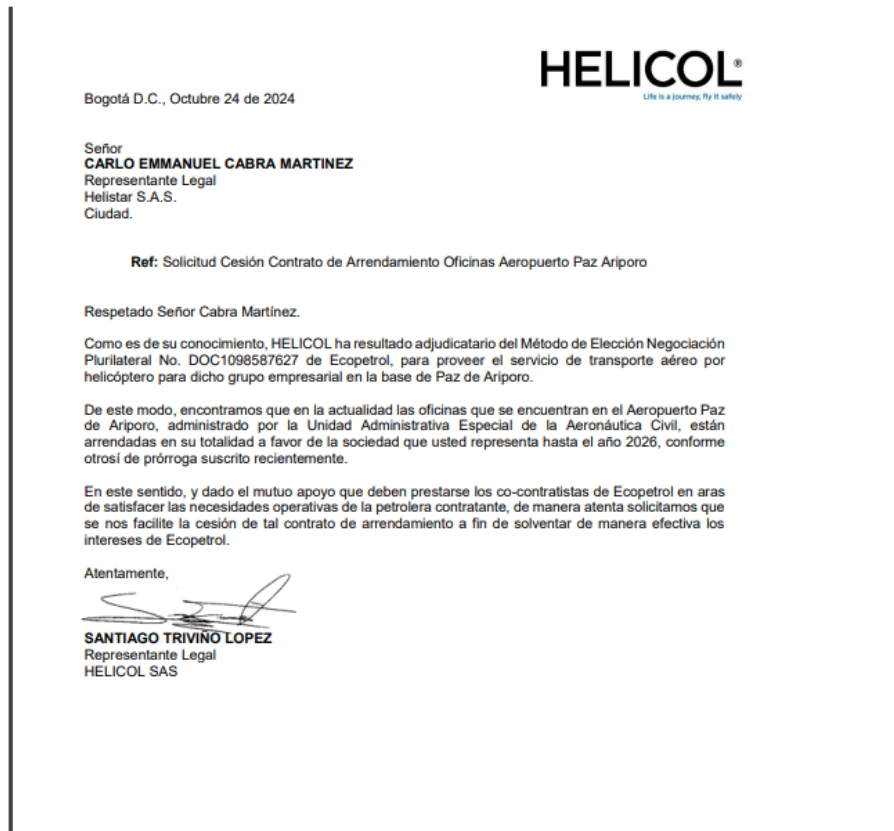 HELICOL®
Life is a journey, fly it safely
Bogotá D.C., Octubre 24 de 2024
Señor
CARLO EMMANUEL CABRA MARTINEZ
Representante Legal
Helistar S.A.S.
Ciudad.
Ref: Solicitud Cesión Contrato de Arrendamiento Oficinas Aeropuerto Paz Ariporo
Respetado Señor Cabra Martínez.
Como es de su conocimiento, HELICOL ha resultado adjudicatario del Método de Elección Negociación
Plurilateral No. DOC1098587627 de Ecopetrol, para proveer el servicio de transporte aéreo por
helicóptero para dicho grupo empresarial en la base de Paz de Ariporo.
De este modo, encontramos que en la actualidad las oficinas que se encuentran en el Aeropuerto Paz
de Ariporo, administrado por la Unidad Administrativa Especial de la Aeronáutica Civil, están
arrendadas en su totalidad a favor de la sociedad que usted representa hasta el año 2026, conforme
otrosí de prórroga suscrito recientemente.
En este sentido, y dado el mutuo apoyo que deben prestarse los co-contratistas de Ecopetrol en aras
de satisfacer las necesidades operativas de la petrolera contratante, de manera atenta solicitamos que
se nos facilite la cesión de tal contrato de arrendamiento a fin de solventar de manera efectiva los
intereses de Ecopetrol.
Atentamente,
SANTIAGO TRIVIÑO LOPEZ
Representante Legal
HELICOL SAS